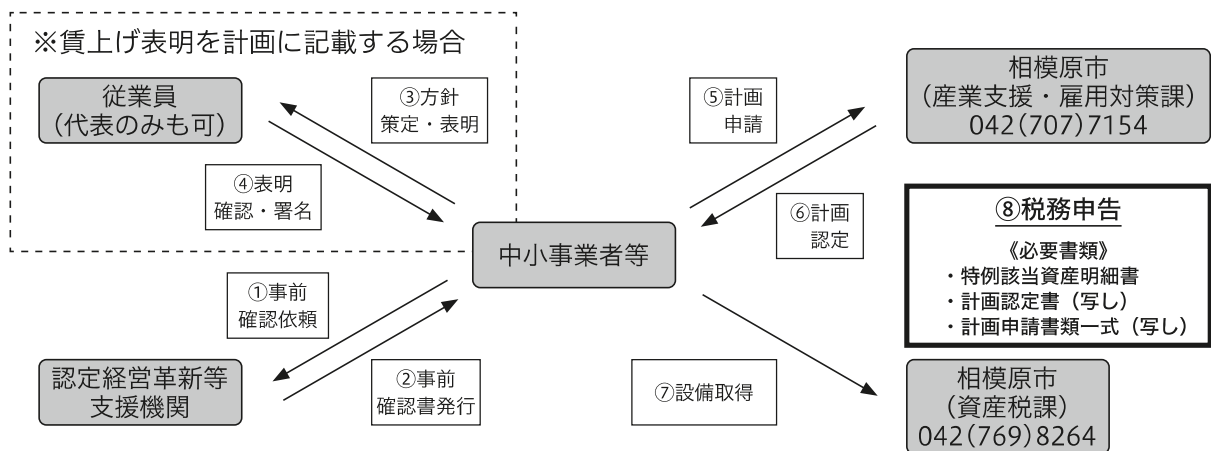 ※賃上げ表明を計画に記載する場合
従業員
（代表のみも可）
③方針
策定・表明
④表明
確認・署名
①事前
確認依頼
②事前
確認書発行
認定経営革新等
支援機関
中小事業者等
⑤計画
申請
⑥計画
認定
相模原市
（産業支援・雇用対策課）
042(707)7154
⑧税務申告
《必要書類》
・特例該当資産明細書
・計画認定書（写し）
・計画申請書類一式（写し）
⑦設備取得
相模原市
（資産税課）
042(769)8264